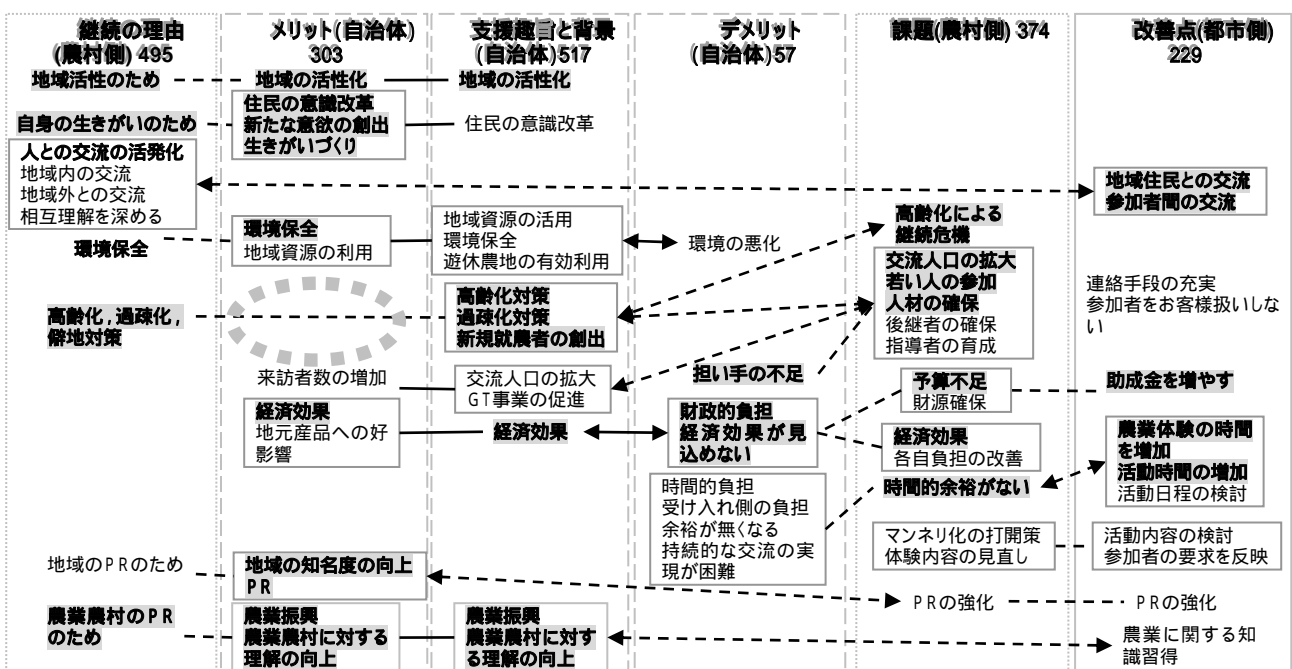 継続の理由
(農村側) 495
地域活性のため
自身の生きがいのため
人との交流の活発化
地域内の交流
地域外との交流
相互理解を深める
環境保全
高齢化,過疎化,
僻地対策
地域のPRのため
農業農村のPR
のため
メリット(自治体)
303
地域の活性化
住民の意識改革
新たな意欲の創出
生きがいづくり
環境保全
地域資源の利用
来訪者数の増加
経済効果
地元産品への好
影響
地域の知名度の向上
PR
農業振興
農業農村に対する
理解の向上
支援趣旨と背景
(自治体)517
地域の活性化
住民の意識改革
地域資源の活用
環境保全
遊休農地の有効利用
高齢化対策
過疎化対策
新規就農者の創出
交流人口の拡大
GT事業の促進
経済効果
農業振興
農業農村に対す
る理解の向上
デメリット
(自治体)57
環境の悪化
担い手の不足
財政的負担
経済効果が見
込めない
時間的負担
受け入れ側の負担
余裕が無くなる
持続的な交流の実
現が困難
課題(農村側) 374
高齢化による
継続危機
交流人口の拡大
若い人の参加
人材の確保
後継者の確保
指導者の育成
予算不足
財源確保
経済効果
各自負担の改善
時間的余裕がない
マンネリ化の打開策
体験内容の見直し
PRの強化
改善点(都市側)
229
地域住民との交流
参加者間の交流
連絡手段の充実
参加者をお客様扱いしな
い
助成金を増やす
農業体験の時間
を増加
活動時間の増加
活動日程の検討
活動内容の検討
参加者の要求を反映
PRの強化
農業に関する知
識習得